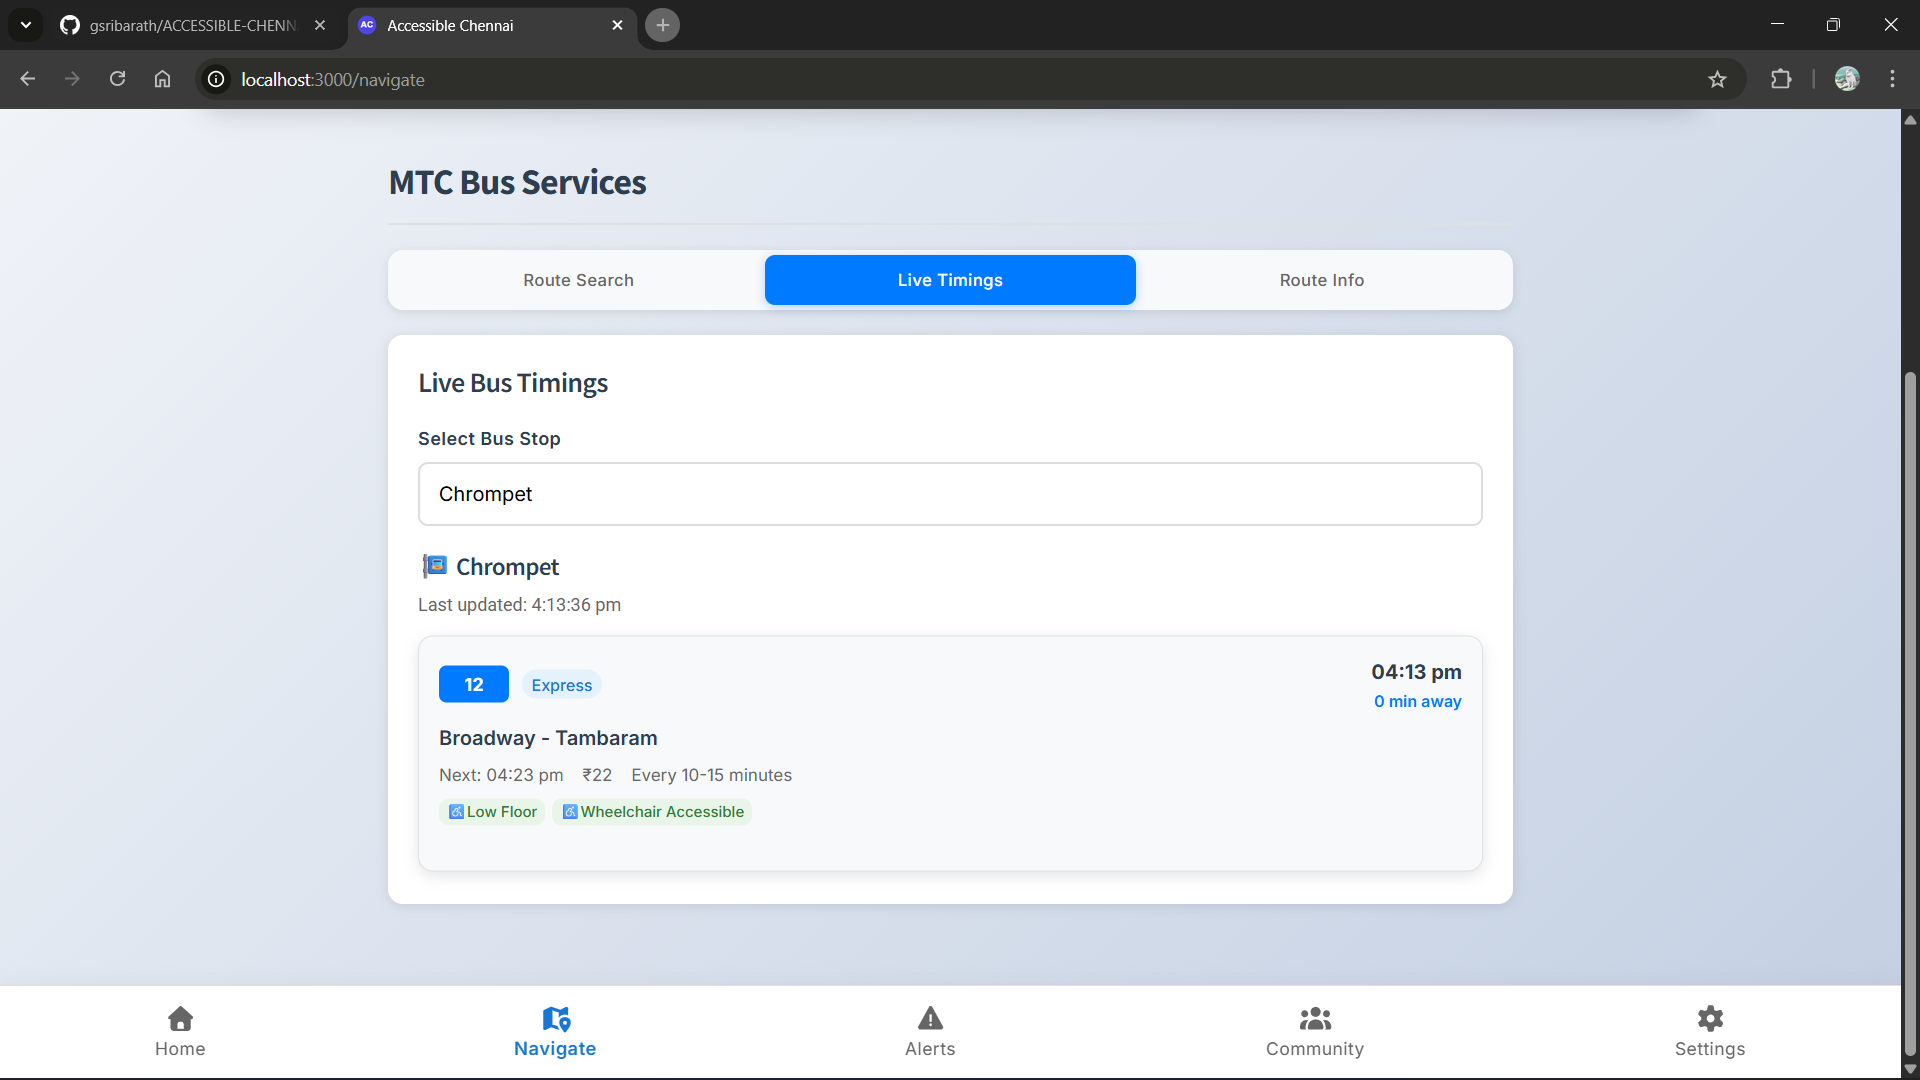 gsribarath/ACCESSIBLE-CHENN
AC Accessible Chennai
localhost:3000/navigate
MTC Bus Services
Route Search
Live Timings
Route Info
Live Bus Timings
Select Bus Stop
Chrompet
Chrompet
Last updated: 4:13:36 pm
12 Express
04:13 pm
0 min away
Broadway - Tambaram
Next: 04:23 pm ₹22 Every 10-15 minutes
Low Floor Wheelchair Accessible
Home
Navigate
Alerts
Community
Settings